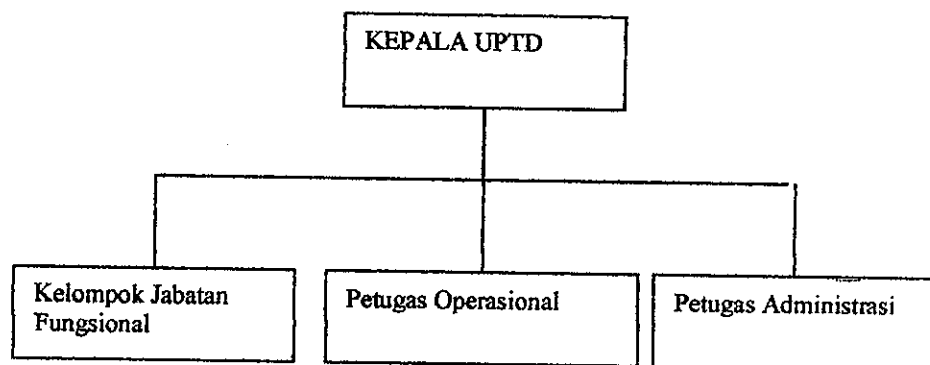 KEPALA UPTD
Kelompok Jabatan
Fungsional
Petugas Operasional
Petugas Administrasi